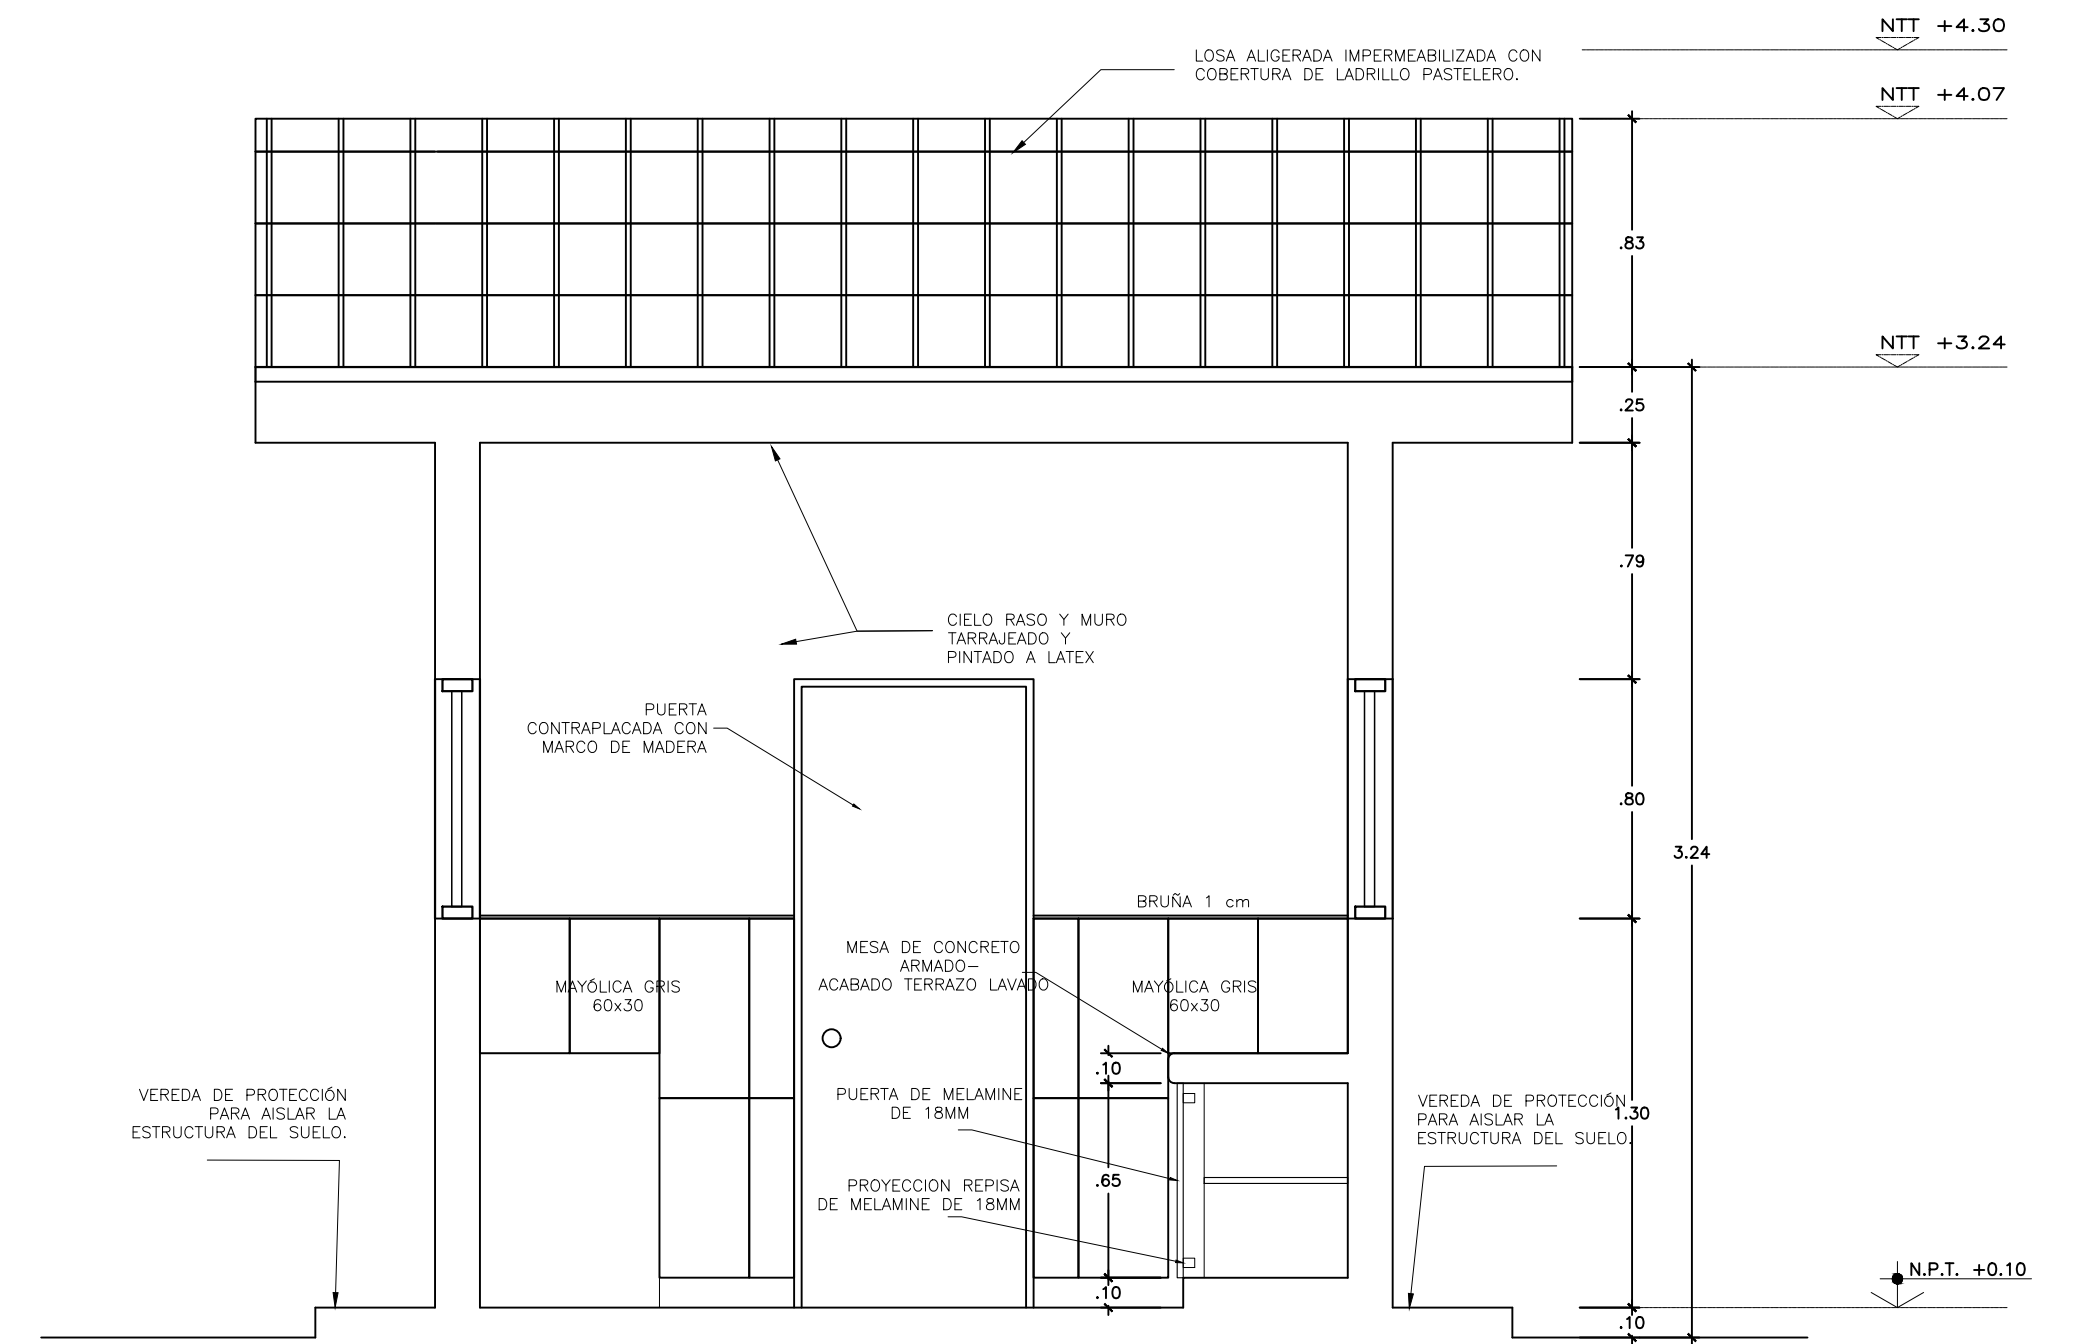 NTT +4.30
LOSA ALIGERADA IMPERMEABILIZADA CON
COBERTURA DE LADRILLO PASTELERO.
NTT +4.07
.83
NTT +3.24
.25
.79
CIELO RASO Y MURO
TARRAJEADO Y
PINTADO A LATEX
PUERTA
CONTRAPLACADA CON
MARCO DE MADERA
.80
3.24
BRUÑA 1 cm
MESA DE CONCRETO
ARMADO-
ACABADO TERRAZO LAVADO
MAYÓLICA GRIS
60x30
MAYÓLICA GRIS
60x30
.10
VEREDA DE PROTECCIÓN
PARA AISLAR LA
ESTRUCTURA DEL SUELO.
PUERTA DE MELAMINE
DE 18MM
VEREDA DE PROTECCIÓN
PARA AISLAR LA
ESTRUCTURA DEL SUELO.
1.30
.65
PROYECCION REPISA
DE MELAMINE DE 18MM
N.P.T. +0.10
.10
.10